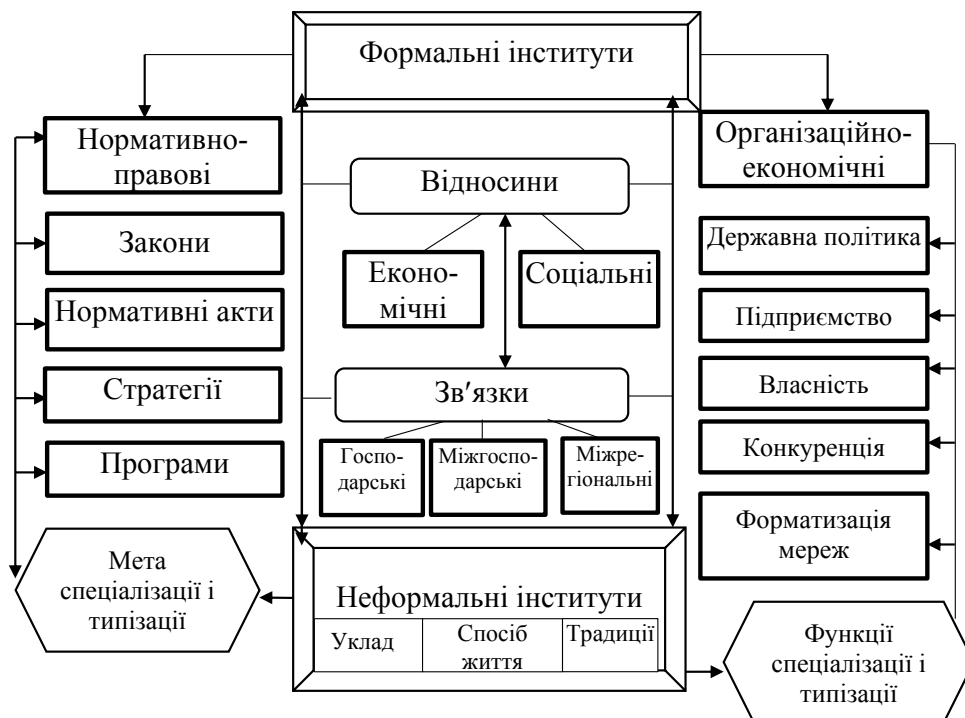 Формальні інститути
Нормативно-
правові
Організаційно-
економічні
Відносини
Закони
Державна політика
Еконо-
мічні
Соціальні
Нормативні акти
Підприємство
Стратегії
Зв'язки
Власність
Програми
Госпо-
дарські
Міжгоспо-
дарські
Міжре-
гіональні
Конкуренція
Форматизація
мереж
Мета
спеціалізації і
типізації
Неформальні інститути
Уклад
Спосіб
життя
Традиції
Функції
спеціалізації і
типізації